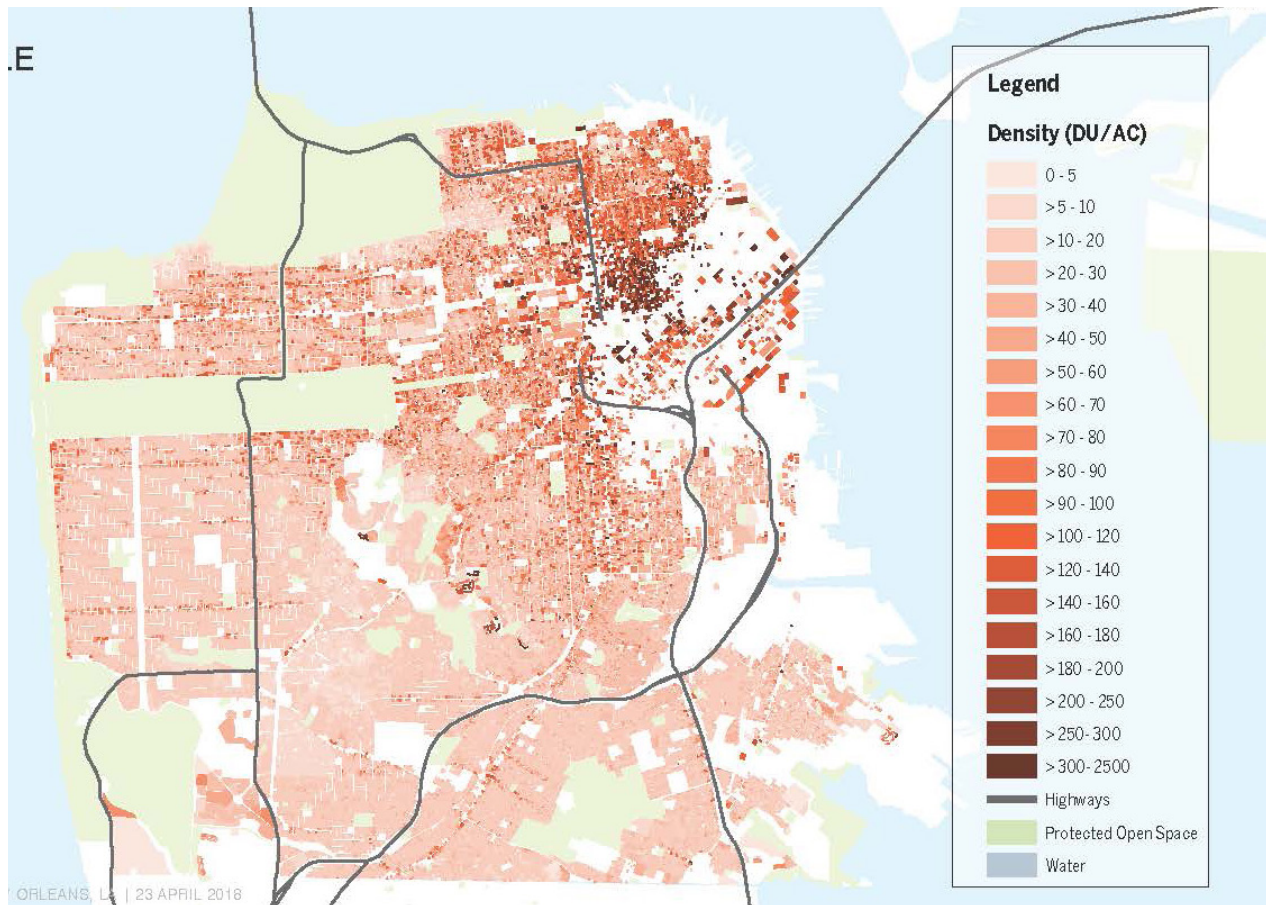 .E
Legend
Density (DU/AC)
0 - 5
>5 - 10
>10 - 20
>20 - 30
>30 - 40
>40 - 50
>50 - 60
>60 - 70
>70 - 80
>80 - 90
>90 - 100
>100 - 120
>120 - 140
>140 - 160
>160 - 180
>180 - 200
>200 - 250
>250 - 300
>300 - 2500
Highways
Protected Open Space
Water
ORLEANS, LA | 23 APRIL 2018